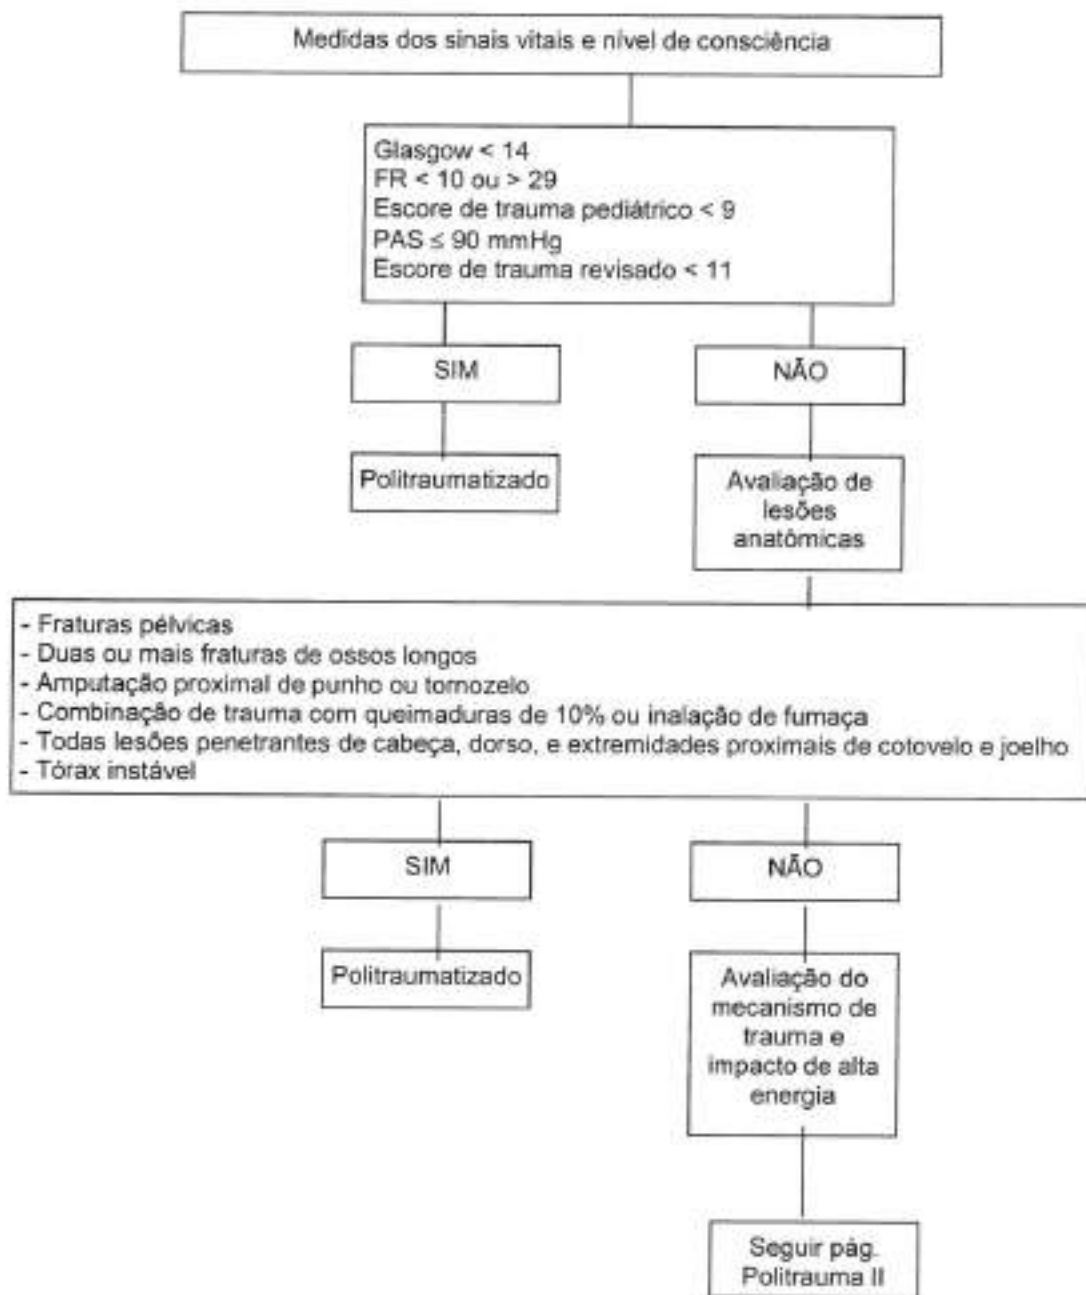 Medidas dos sinais vitais e nível de consciência
Glasgow < 14
FR < 10 ou > 29
Escore de trauma pediátrico < 9
PAS ≤ 90 mmHg
Escore de trauma revisado < 11
SIM
NÃO
Politraumatizado
Avaliação de
lesões
anatômicas
- Fraturas pélvicas
- Duas ou mais fraturas de ossos longos
- Amputação proximal de punho ou tornozelo
- Combinação de trauma com queimaduras de 10% ou inalação de fumaça
- Todas lesões penetrantes de cabeça, dorso, e extremidades proximais de cotovelo e joelho
- Tórax instável
SIM
NÃO
Politraumatizado
Avaliação do
mecanismo de
trauma e
impacto de alta
energia
Seguir pág.
Politrauma II